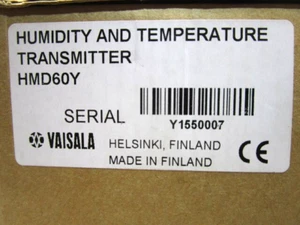 HUMIDITY AND TEMPERATURE
TRANSMITTER
HMD60Y
SERIAL
Y1550007
VAISALA
HELSINKI, FINLAND
MADE IN FINLAND
CE